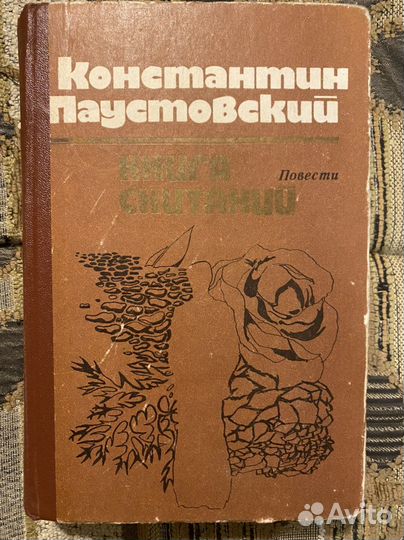 Константин
Паустовский
Книга
скитаний
Повести
Avito